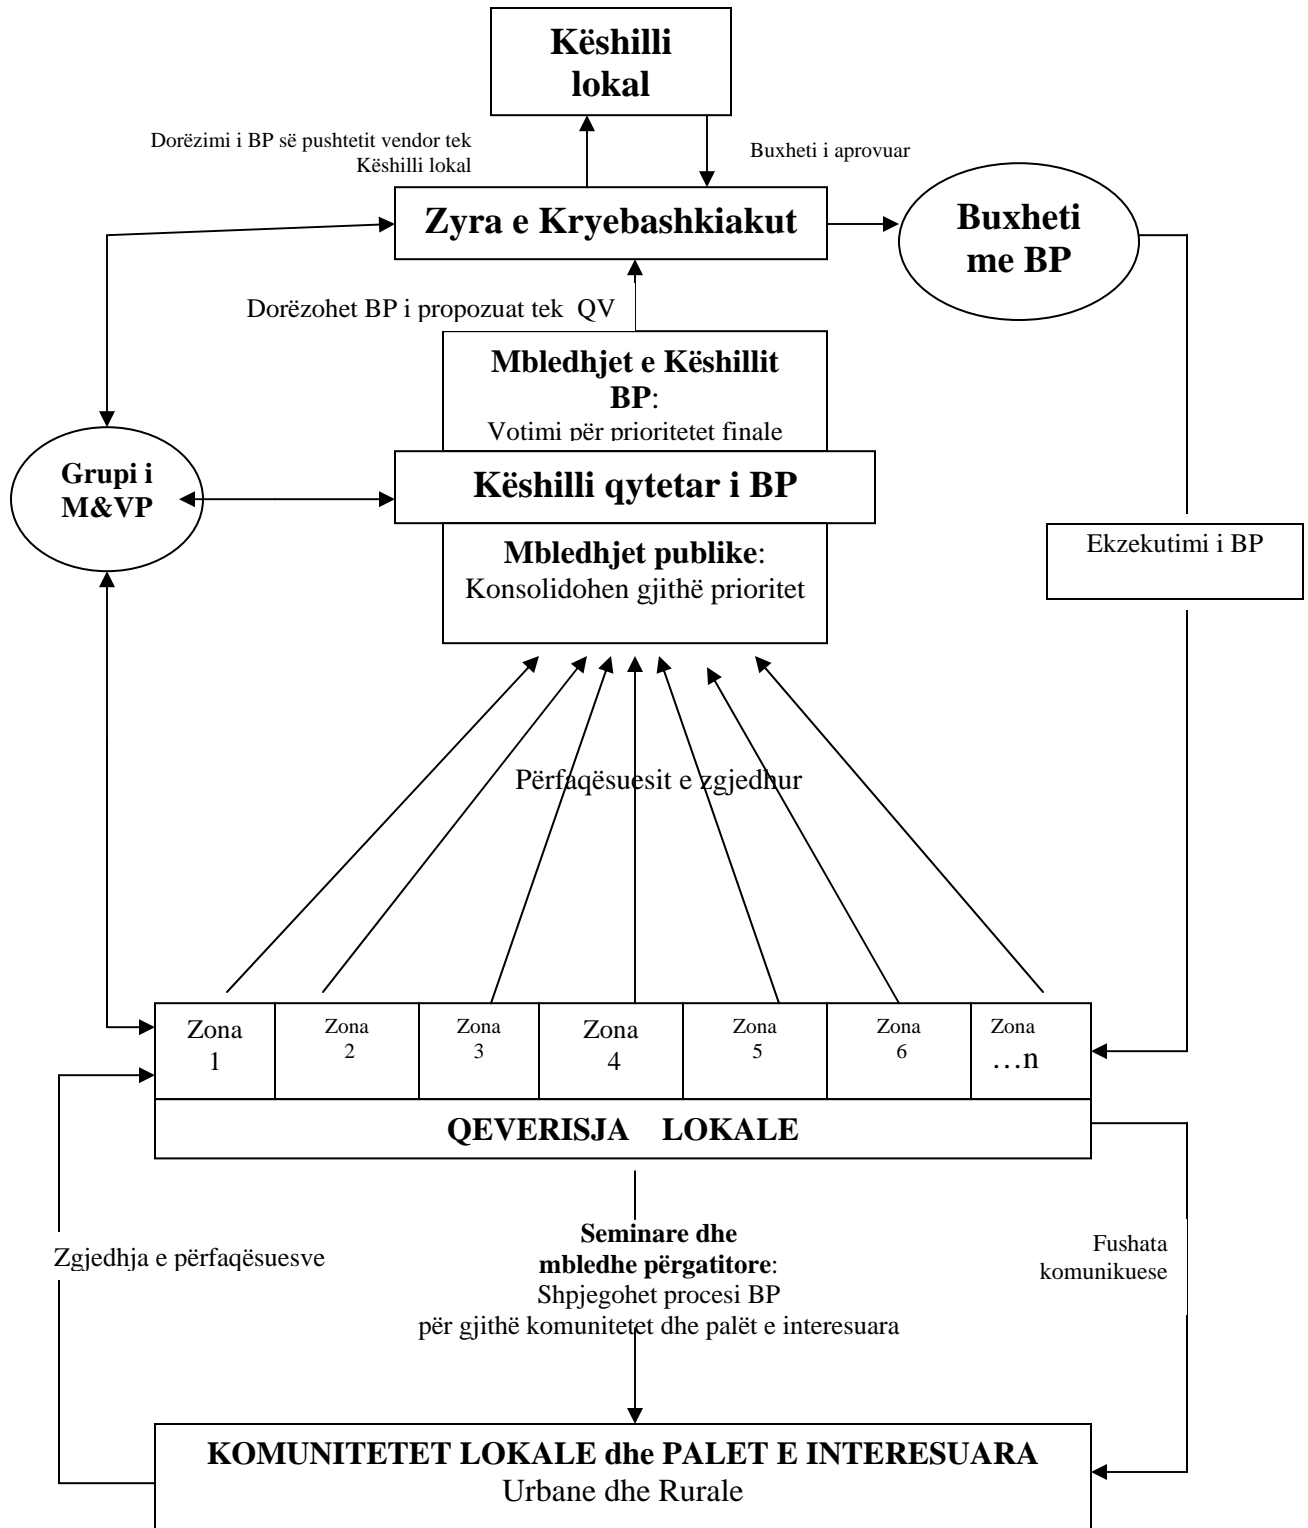 Këshilli
lokal
Dorëzimi i BP së pushtetit vendor tek
Këshilli lokal
Buxheti i aprovuar
Zyra e Kryebashkiakut
Buxheti
me BP
Dorëzohet BP i propozuat tek QV
Mbledhjet e Këshillit
BP:
Votimi për prioritetet finale
Grupi i
M&VP
Këshilli qytetar i BP
Mbledhjet publike:
Konsolidohen gjithë prioritet
Ekzekutimi i BP
Përfaqësuesit e zgjedhur
Zona
1
Zona
2
Zona
3
Zona
4
Zona
5
Zona
6
Zona
…n
QEVERISJA LOKALE
Zgjedhja e përfaqësuesve
Seminare dhe
mbledhe përgatitore:
Shpjegohet procesi BP
për gjithë komunitetet dhe palët e interesuara
Fushata
komunikuese
KOMUNITETET LOKALE dhe PALET E INTERESUARA
Urbane dhe Rurale